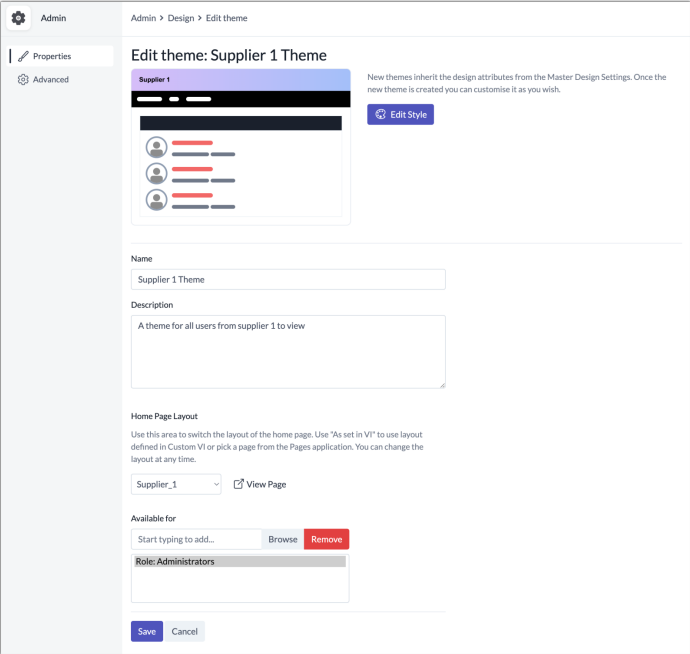 Admin
Admin > Design > Edit theme
Properties
Advanced
Edit theme: Supplier 1 Theme
Supplier 1
New themes inherit the design attributes from the Master Design Settings. Once the
new theme is created you can customise it as you wish.
Edit Style
Name
Supplier 1 Theme
Description
A theme for all users from supplier 1 to view
Home Page Layout
Use this area to switch the layout of the home page. Use "As set in VI" to use layout
defined in Custom VI or pick a page from the Pages application. You can change the
layout at any time.
Supplier_1
View Page
Available for
Start typing to add...
Browse
Remove
Role: Administrators
Save
Cancel